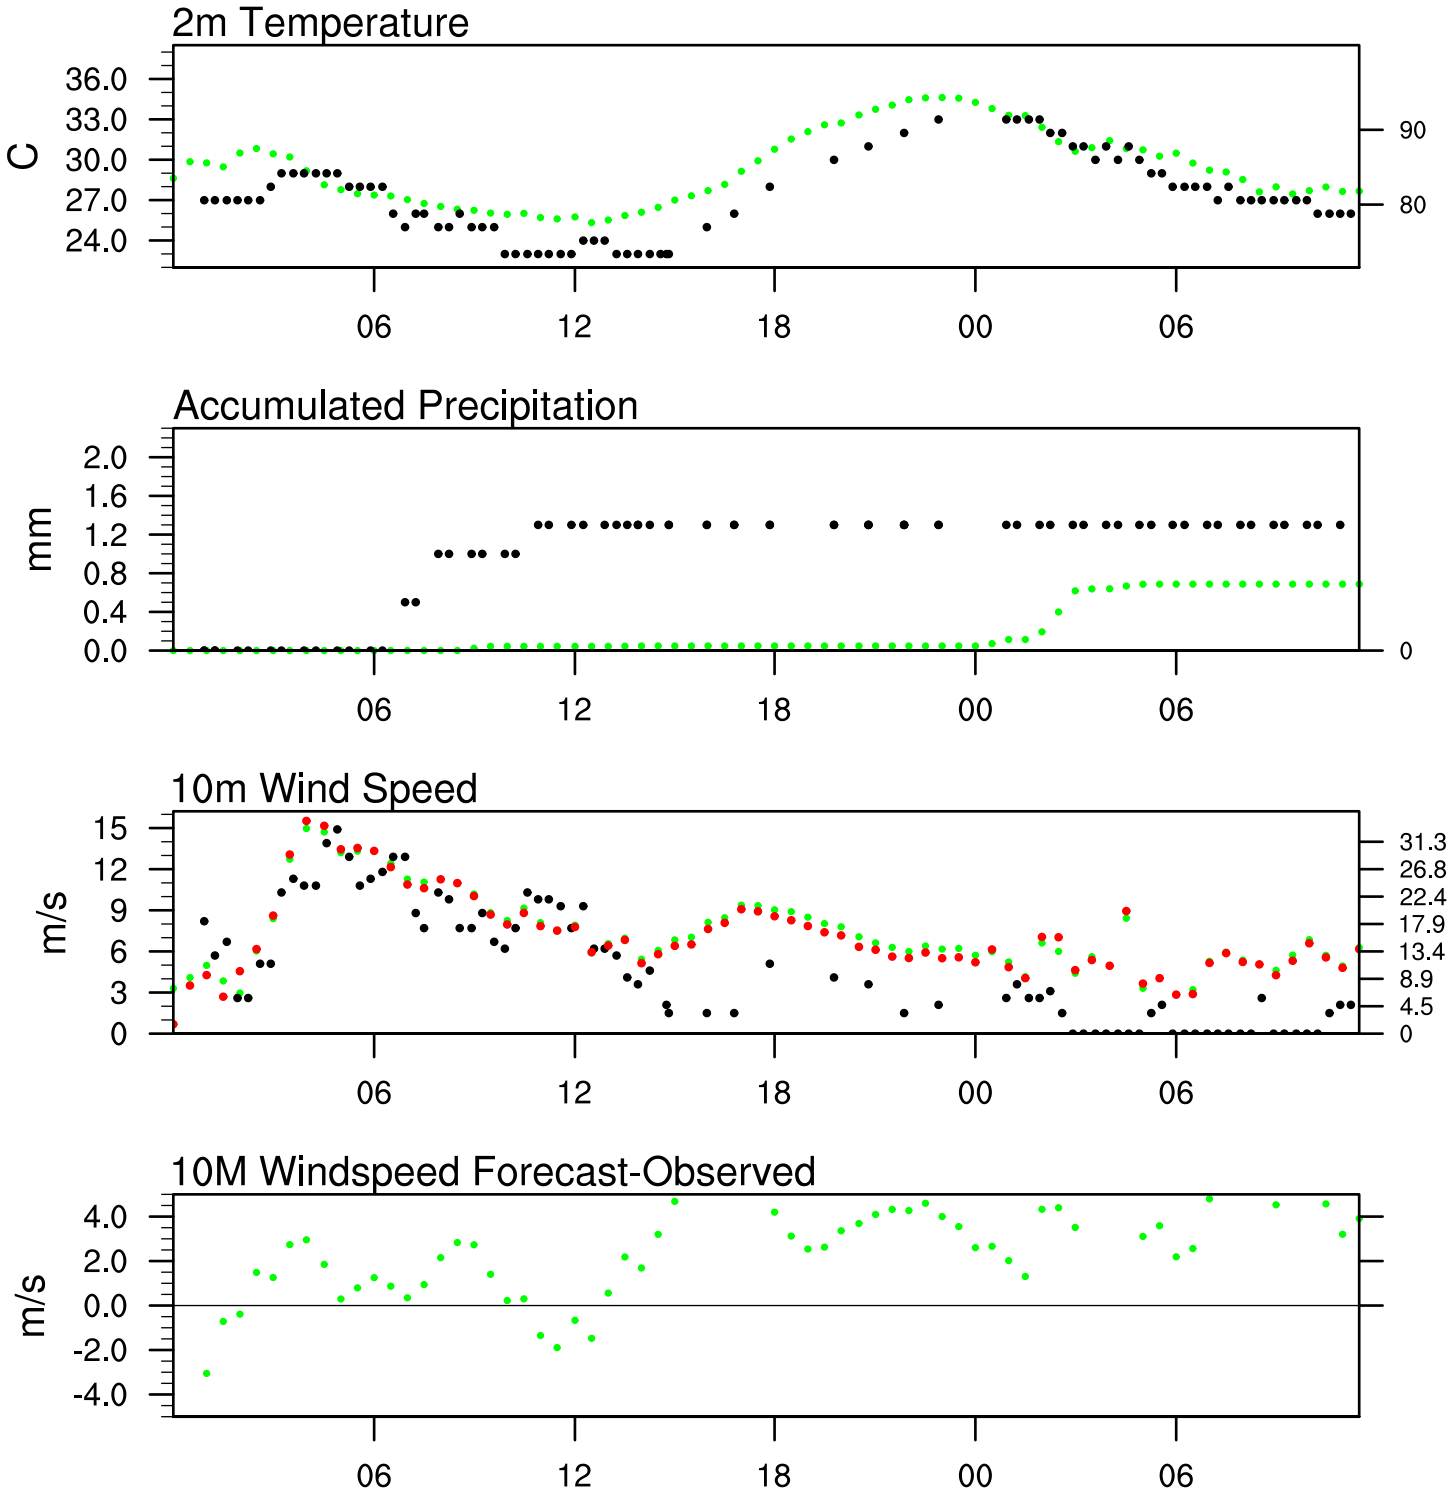 2m Temperature
C
36.0
33.0
30.0
27.0
24.0
90
80
06 12 18 00 06
Accumulated Precipitation
mm
2.0
1.6
1.2
0.8
0.4
0.0
0
06 12 18 00 06
10m Wind Speed
m/s
15
12
9
6
3
0
31.3
26.8
22.4
17.9
13.4
8.9
4.5
0
06 12 18 00 06
10M Windspeed Forecast-Observed
m/s
4.0
2.0
0.0
-2.0
-4.0
06 12 18 00 06